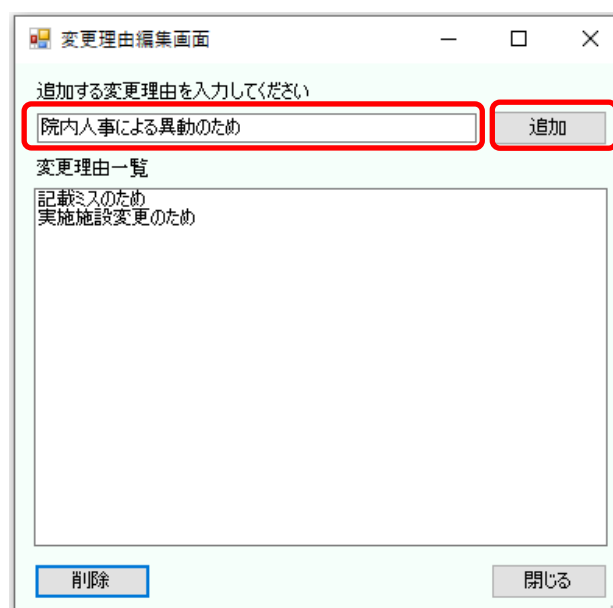 変更理由編集画面
追加する変更理由を入力してください
院内人事による異動のため
追加
変更理由一覧
記載ミスのため
実施施設変更のため
削除
閉じる